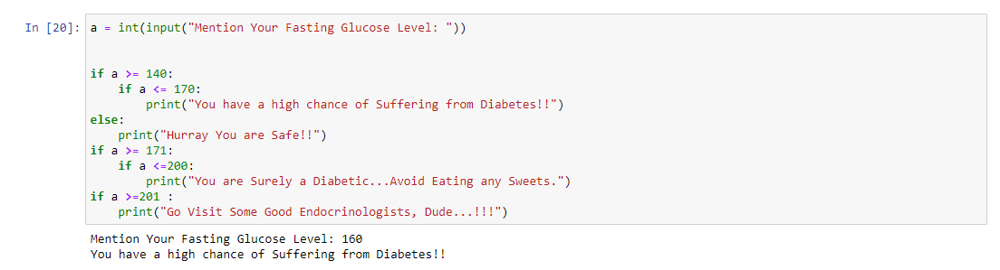 In [20]: a = int(input("Mention Your Fasting Glucose Level: "))
if a >= 140:
    if a <= 170:
        print("You have a high chance of Suffering from Diabetes!!")
else:
    print("Hurray You are Safe!!")
if a >= 171:
    if a <=200:
        print("You are Surely a Diabetic...Avoid Eating any Sweets.")
if a >=201 :
    print("Go Visit Some Good Endocrinologists, Dude...!!!")
Mention Your Fasting Glucose Level: 160
You have a high chance of Suffering from Diabetes!!